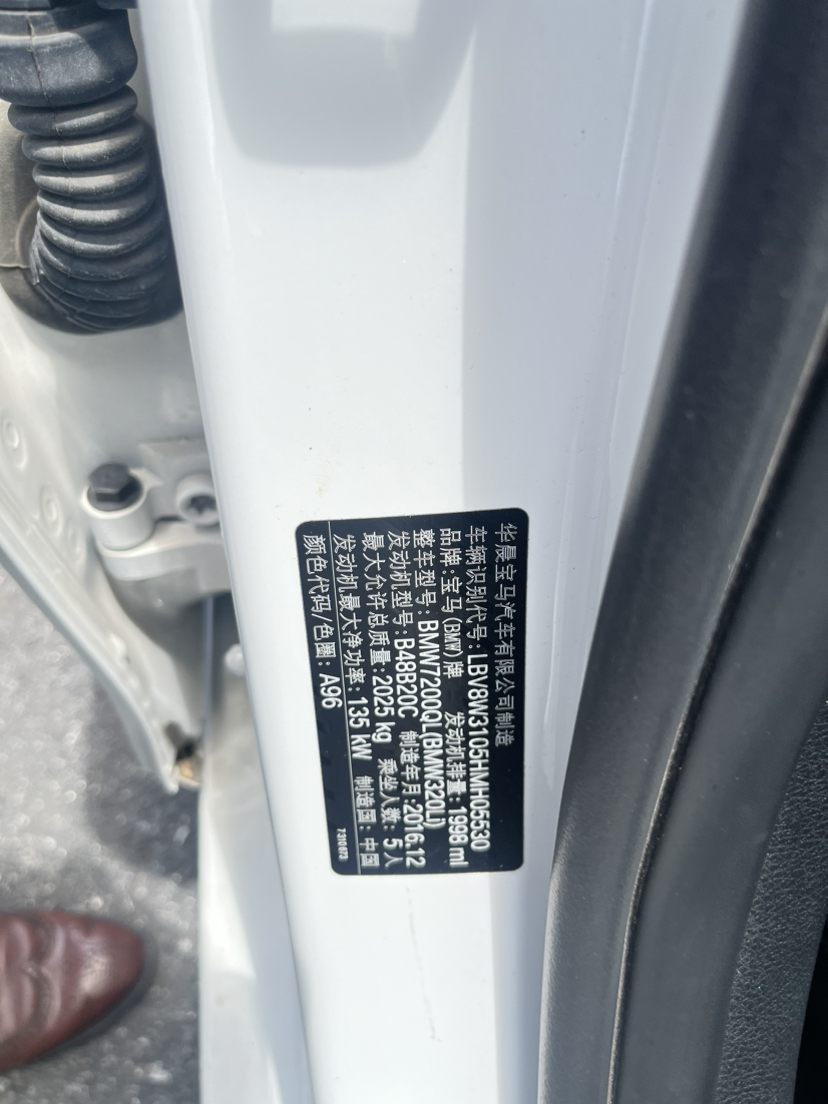 华晨宝马汽车有限公司制造
车辆识别代号: LBV8W3105HMH05530
品牌:宝马(BMW)牌 发动机排量: 1998 ml
整车型号: BMW7200QL(BMW320Li)
发动机型号: B48B20C 制造年月:2016.12
最大允许总质量:2025 kg 乘坐人数: 5 人
发动机最大净功率: 135 kW 制造国: 中国
颜色代码/色圈: A96
7310673